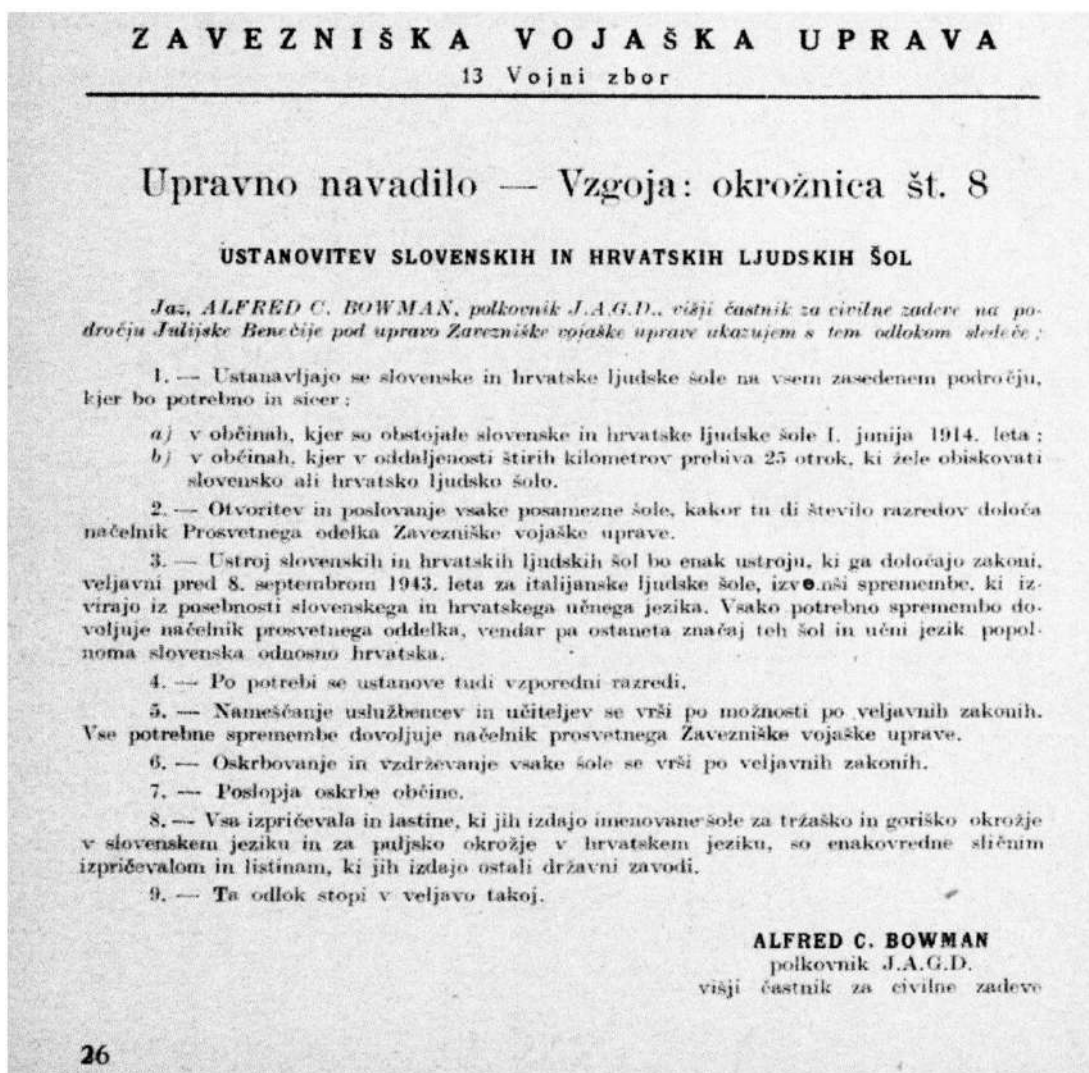 ZAVEZNIŠKA VOJAŠKA UPRAVA
13 Vojni zbor
Upravno navadilo — Vzgoja: okrožnica št. 8
USTANOVITEV SLOVENSKIH IN HRVATSKIH LJUDSKIH ŠOL
Jaz, ALFRED C. BOWMAN, polkovnik J.A.G.D., višji častnik za civilne zadeve na po-
dročju Julijske Benečije pod upravo Zavezniške vojaške uprave ukazujem s tem odlokom sledeče :
1. — Ustanavljajo se slovenske in hrvatske ljudske šole na vsem zasedenem področju,
kjer bo potrebno in sicer :
a) v občinah, kjer so obstojale slovenske in hrvatske ljudske šole I. junija 1914. leta ;
b) v občinah, kjer v oddaljenosti štirih kilometrov prebiva 25 otrok, ki žele obiskovati
slovensko ali hrvatsko ljudsko šolo.
2. — Otvoritev in poslovanje vsake posamezne šole, kakor tu di število razredov določa
načelnik Prosvetnega odelka Zavezniške vojaške uprave.
3. — Ustroj slovenskih in hrvatskih ljudskih šol bo enak ustroju, ki ga določajo zakoni,
veljavni pred 8. septembrom 1943. leta za italijanske ljudske šole, izve.nši spremembe, ki iz-
virajo iz posebnosti slovenskega in hrvatskega učnega jezika. Vsako potrebno spremembo do-
voljuje načelnik prosvetnega oddelka, vendar pa ostaneta značaj teh šol in učni jezik popol-
noma slovenska odnosno hrvatska.
4. — Po potrebi se ustanove tudi vzporedni razredi.
5. — Nameščanje uslužbencev in učiteljev se vrši po možnosti po veljavnih zakonih.
Vse potrebne spremembe dovoljuje načelnik prosvetnega Zavezniške vojaške uprave.
6. — Oskrbovanje in vzdrževanje vsake šole se vrši po veljavnih zakonih.
7. — Poslopja oskrbe občine.
8. — Vsa izpričevala in lastine, ki jih izdajo imenovane šole za tržaško in goriško okrožje
v slovenskem jeziku in za puljsko okrožje v hrvatskem jeziku, so enakovredne sličnim
izpričevalom in listinam, ki jih izdajo ostali državni zavodi.
9. — Ta odlok stopi v veljavo takoj.
ALFRED C. BOWMAN
polkovnik J.A.G.D.
višji častnik za civilne zadeve
26